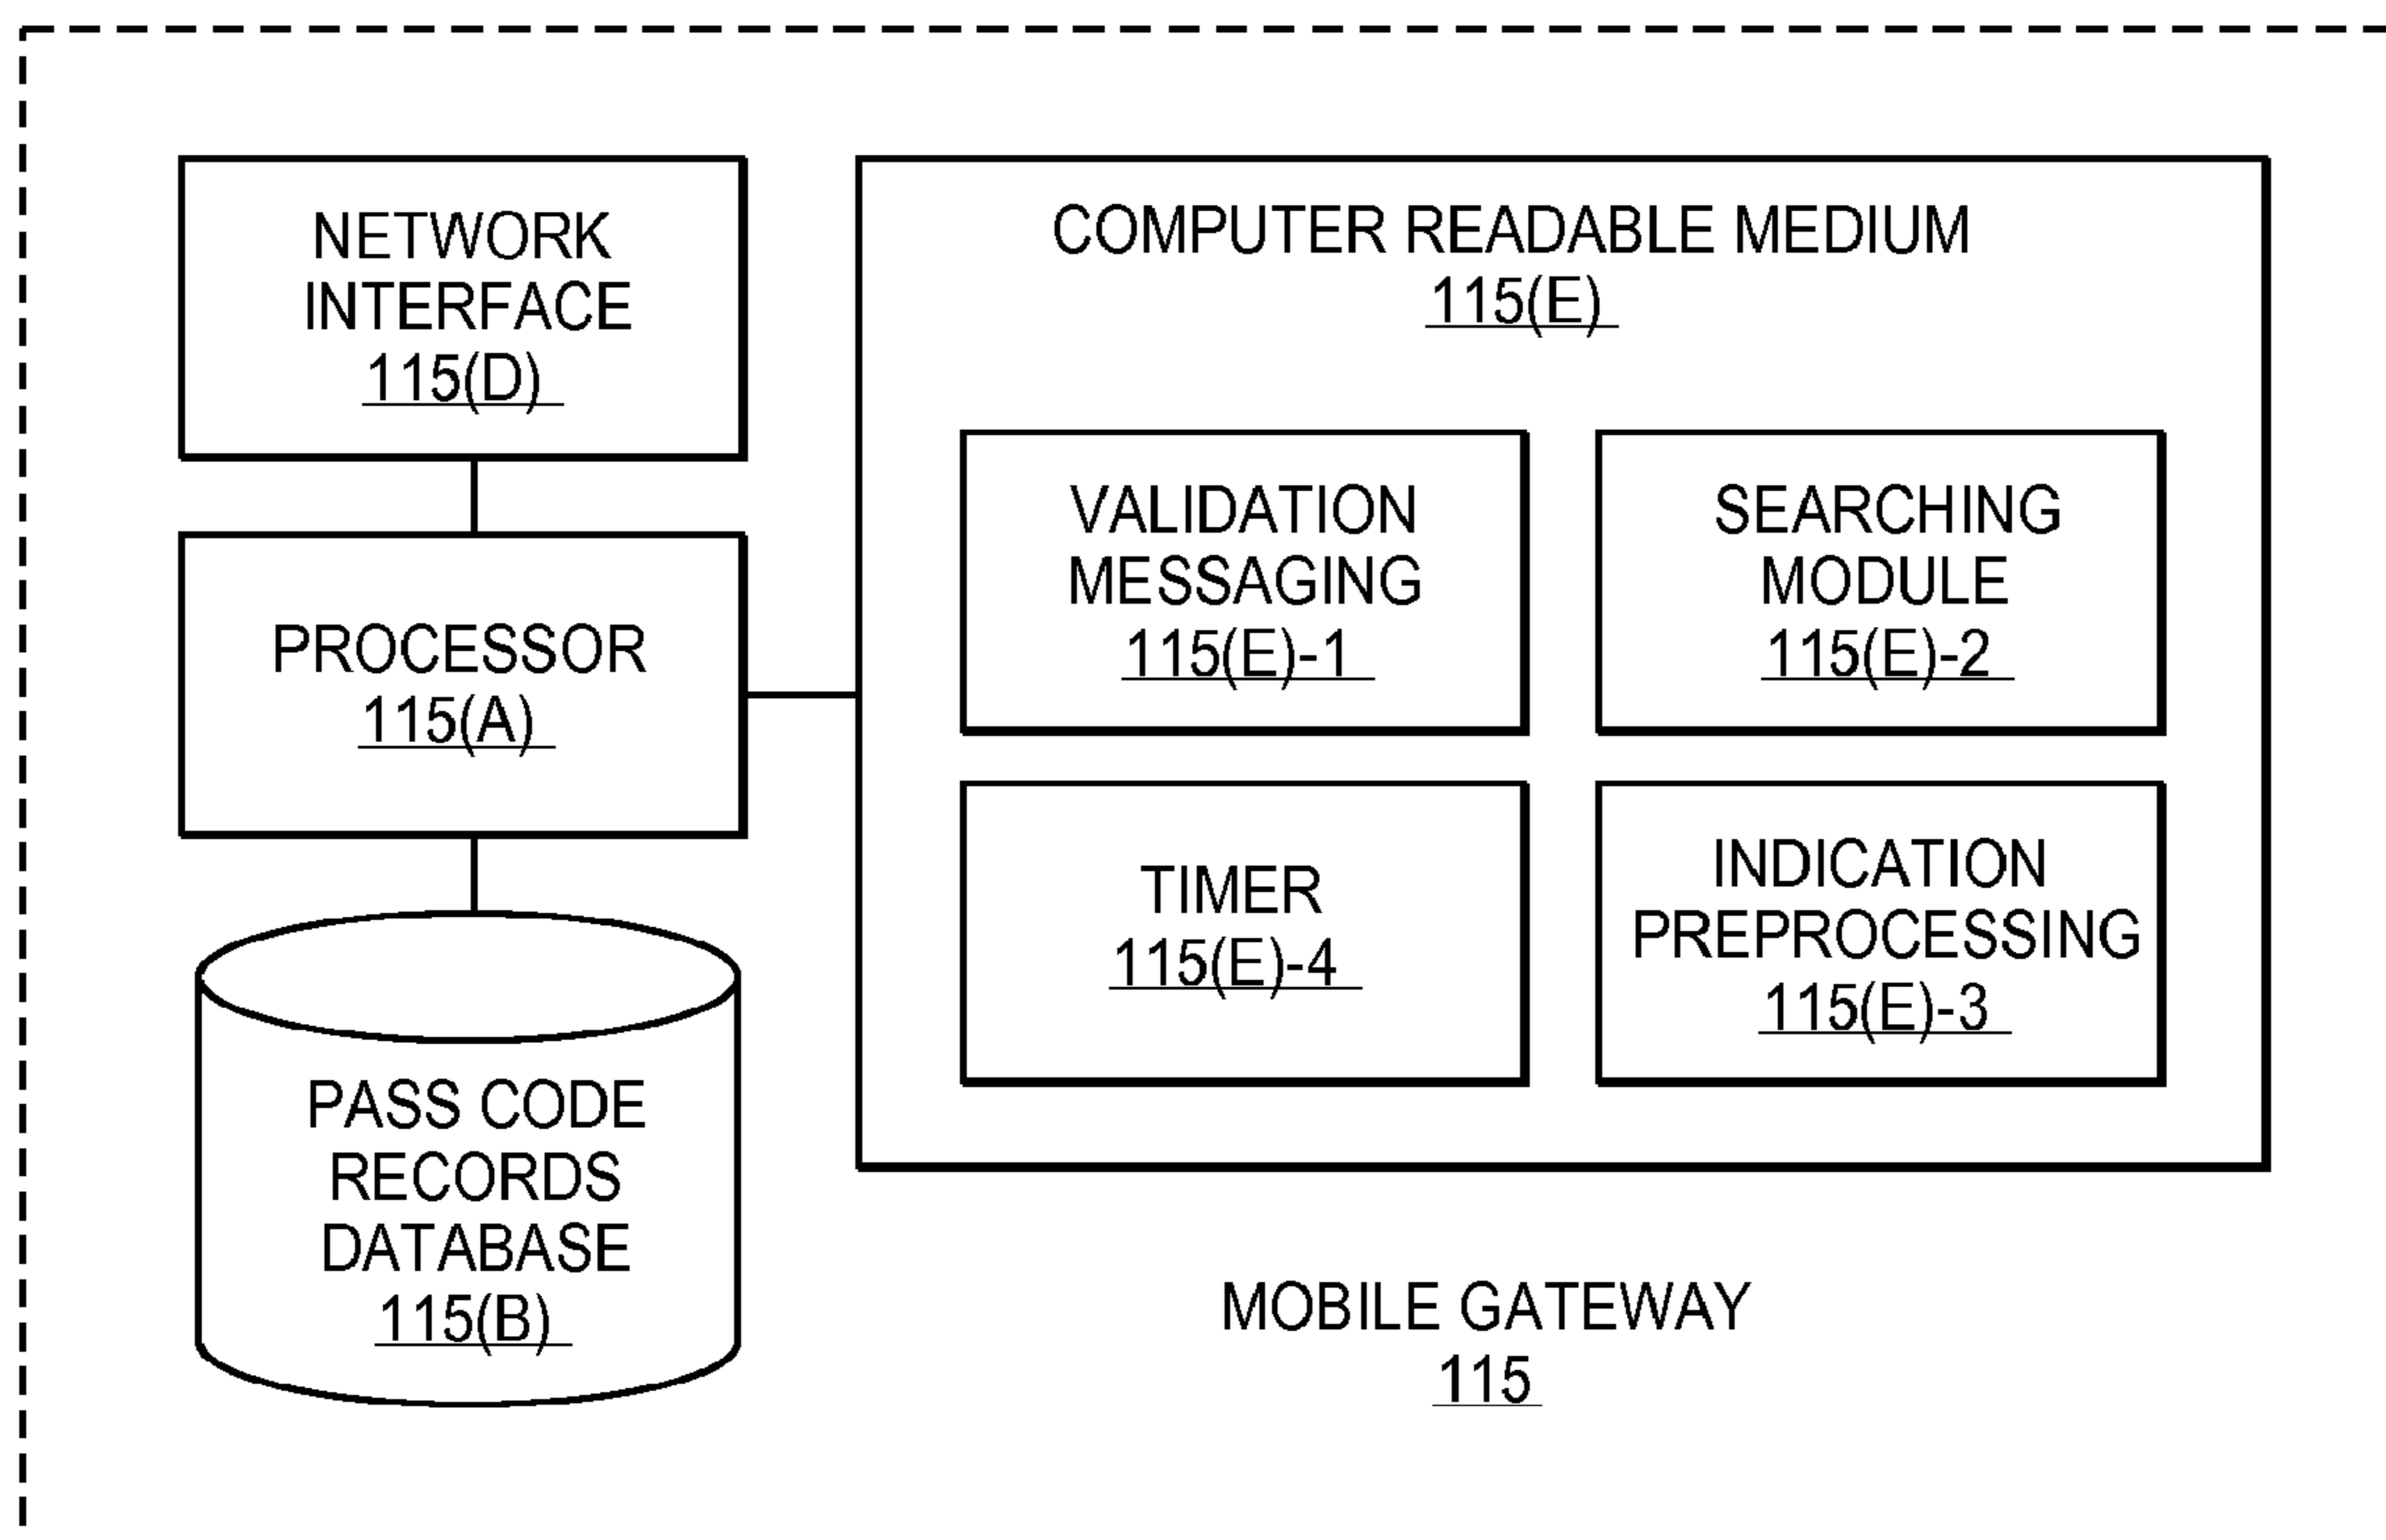 NETWORK
INTERFACE
115(D)
PROCESSOR
115(A)
PASS CODE
RECORDS
DATABASE
115(B)
COMPUTER READABLE MEDIUM
115(E)
VALIDATION
MESSAGING
115(E)-1
SEARCHING
MODULE
115(E)-2
TIMER
115(E)-4
INDICATION
PREPROCESSING
115(E)-3
MOBILE GATEWAY
115